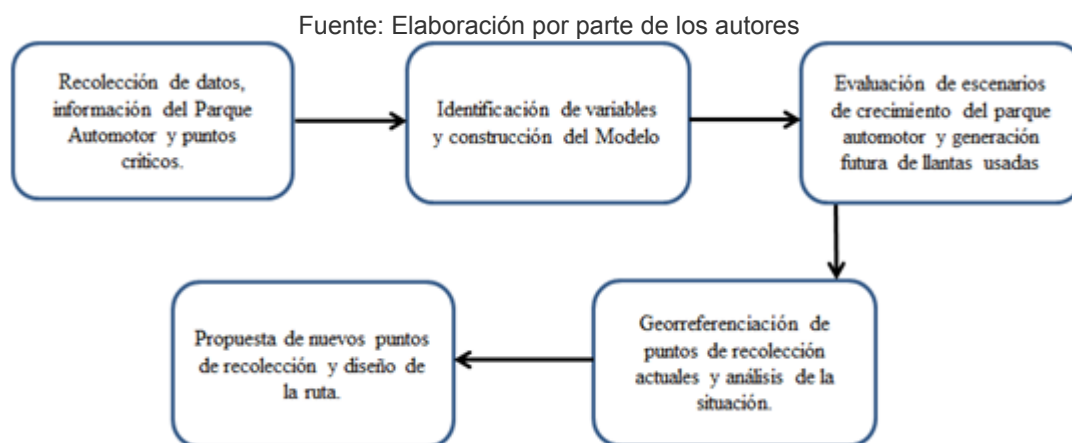 Fuente: Elaboración por parte de los autores
Recolección de datos,
información del Parque
Automotor y puntos
criticos.
Identificación de variables
y construcción del Modelo
Evaluación de escenarios
de crecimiento del parque
automotor y generación
futura de llantas usadas
Georreferenciación de
puntos de recolección
actuales y análisis de la
situación.
Propuesta de nuevos puntos
de recolección y diseño de
la ruta.